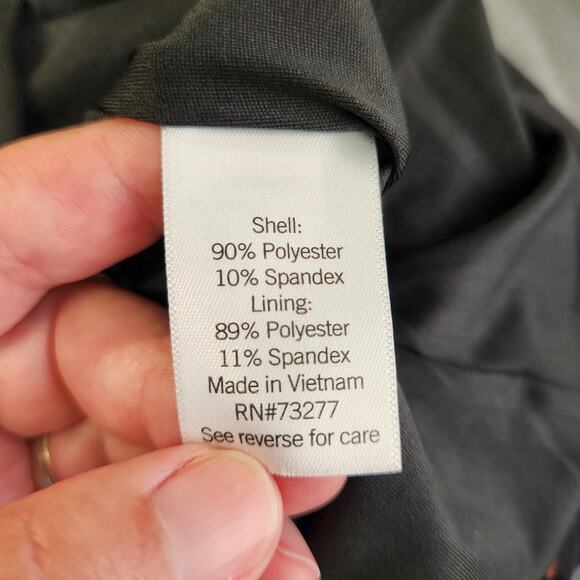 Shell:
90% Polyester
10% Spandex
Lining:
89% Polyester
11% Spandex
Made in Vietnam
RN#73277
See reverse for care